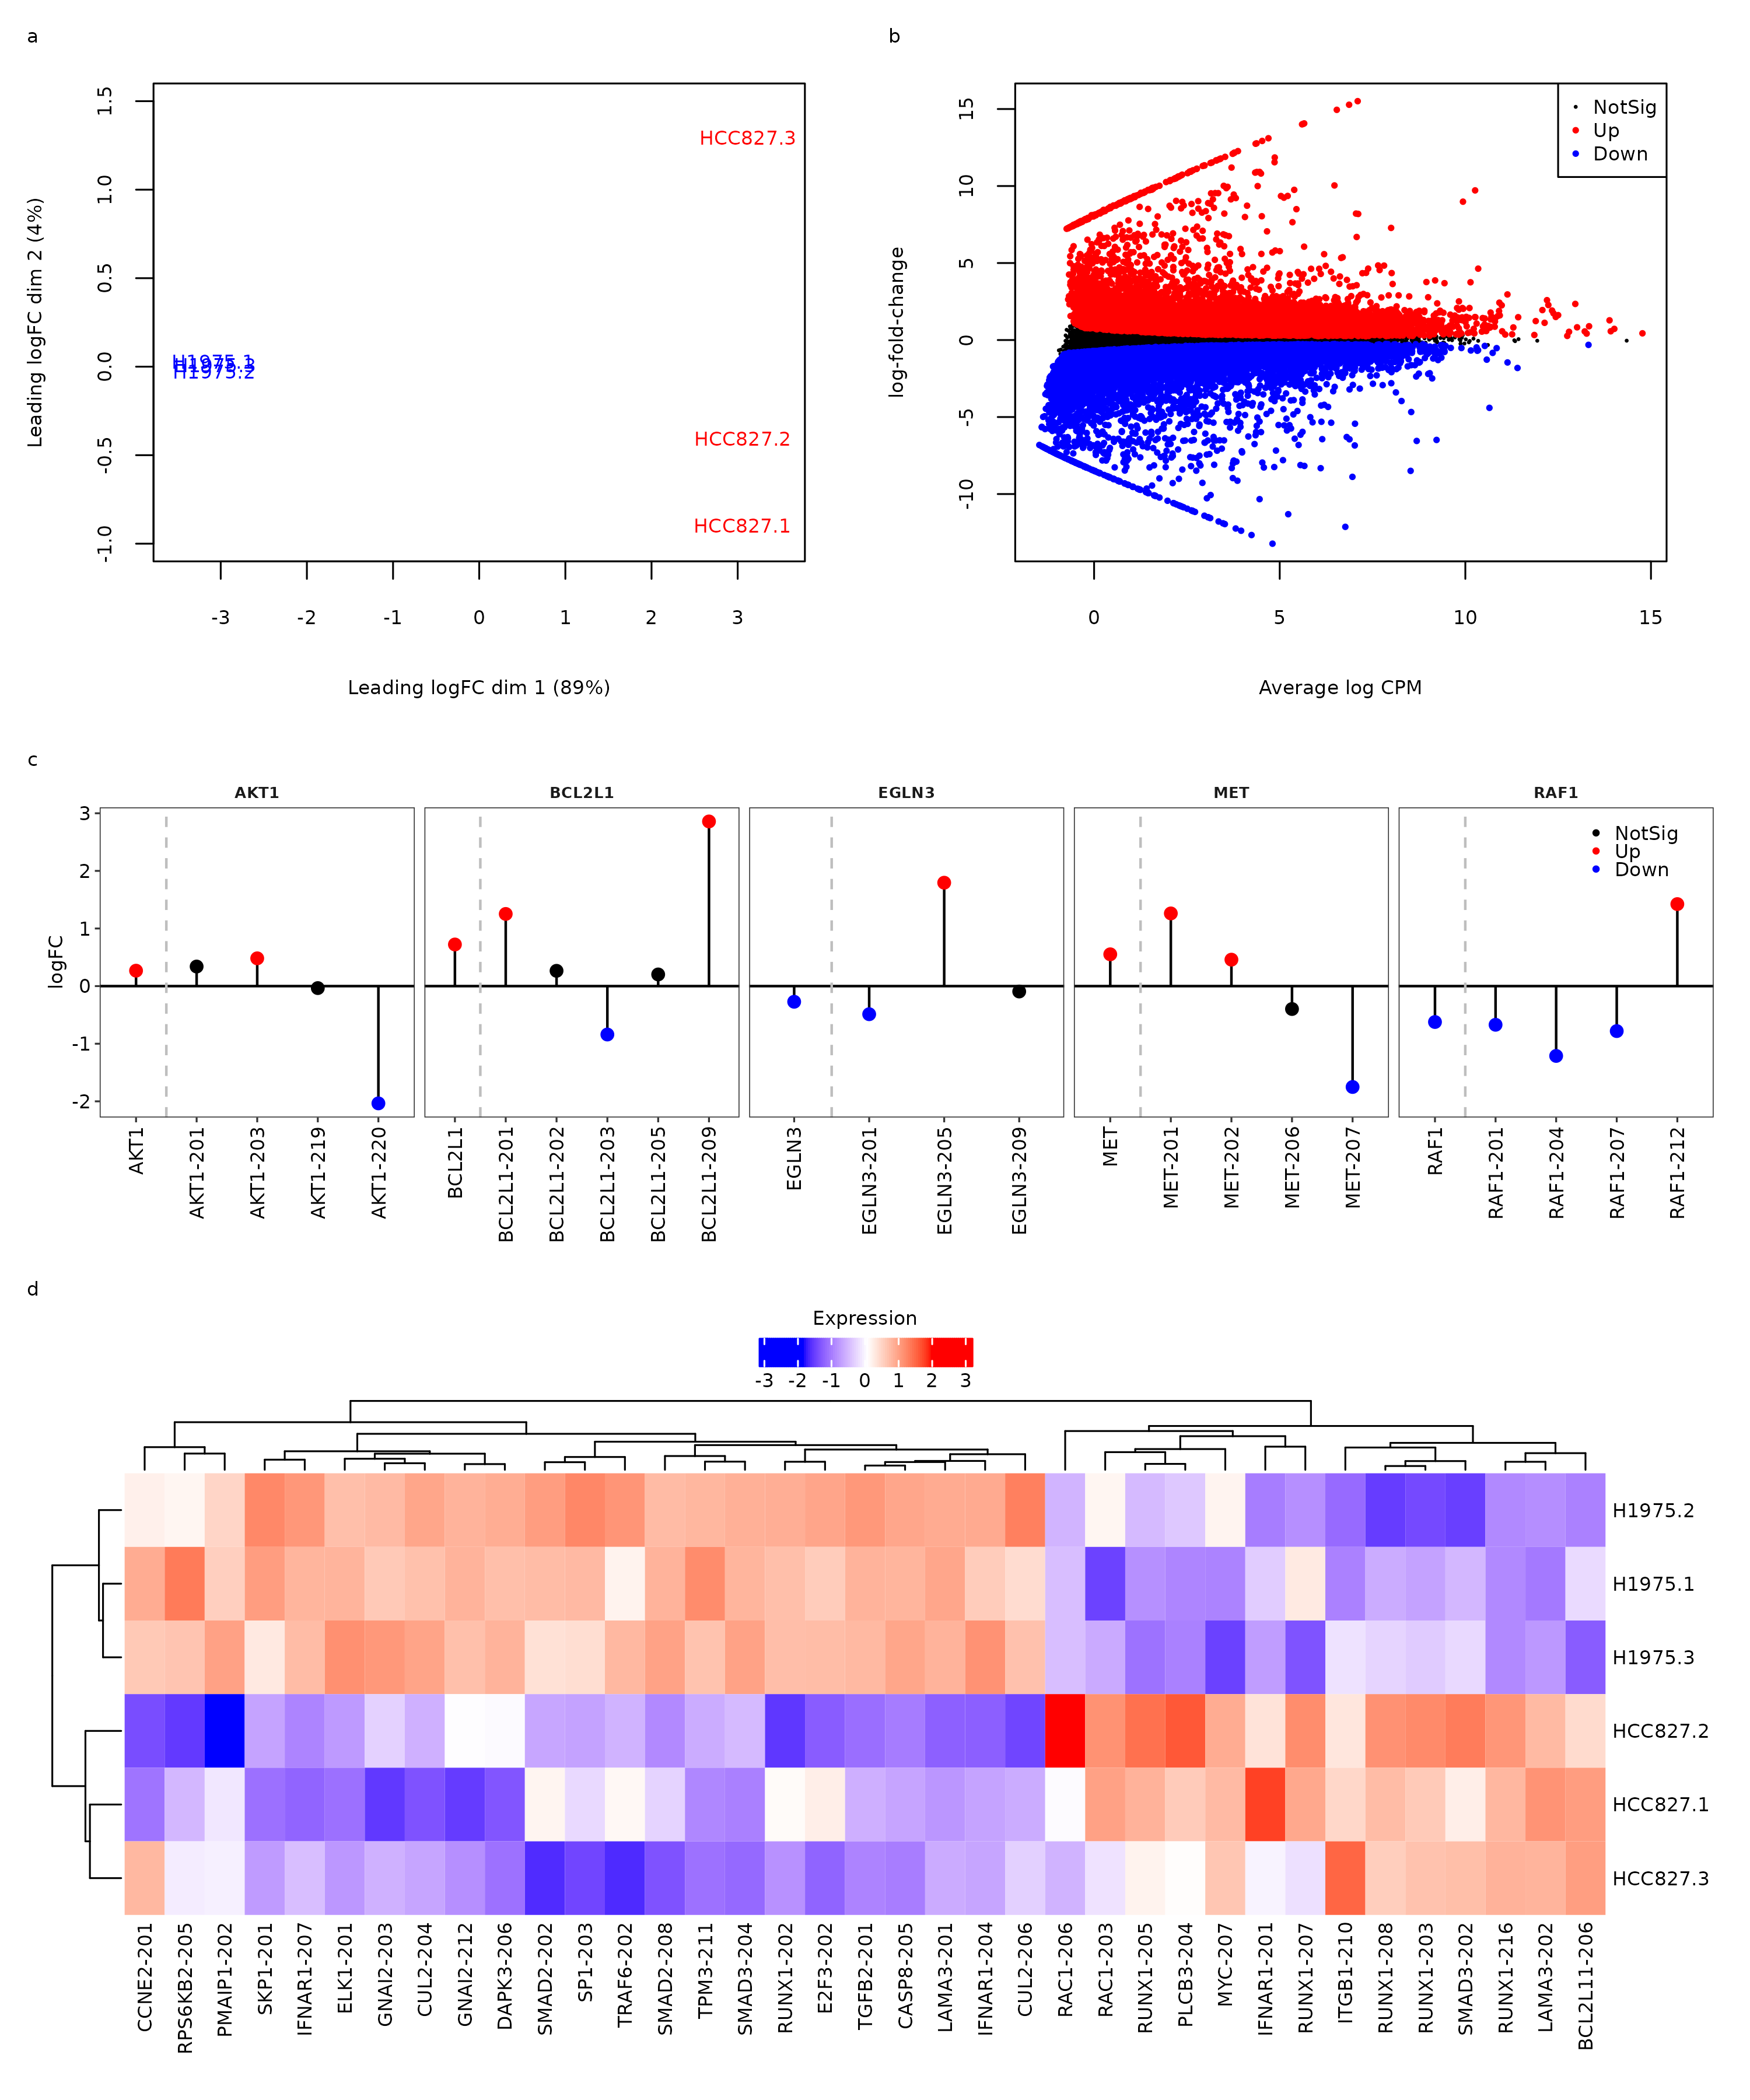 a
b
1.5
1.0
0.5
0.0
-0.5
-1.0
Leading logFC dim 2 (4%)
HCC827.3
H1975.1
H1975.3
H1975.2
HCC827.2
HCC827.1
-3 -2 -1 0 1 2 3
Leading logFC dim 1 (89%)
15
10
5
0
-5
-10
log-fold-change
NotSig
Up
Down
0 5 10 15
Average log CPM
c
AKT1 BCL2L1 EGLN3 MET RAF1
3
2
1
0
-1
-2
logFC
NotSig
Up
Down
AKT1 AKT1-201 AKT1-203 AKT1-219 AKT1-220
BCL2L1 BCL2L1-201 BCL2L1-202 BCL2L1-203 BCL2L1-205 BCL2L1-209
EGLN3 EGLN3-201 EGLN3-205 EGLN3-209
MET MET-201 MET-202 MET-206 MET-207
RAF1 RAF1-201 RAF1-204 RAF1-207 RAF1-212
d
Expression
-3 -2 -1 0 1 2 3
H1975.2
H1975.1
H1975.3
HCC827.2
HCC827.1
HCC827.3
CCNE2-201
RPS6KB2-205
PMAIP1-202
SKP1-201
IFNAR1-207
ELK1-201
GNAI2-203
CUL2-204
GNAI2-212
DAPK3-206
SMAD2-202
SP1-203
TRAF6-202
SMAD2-208
TPM3-211
SMAD3-204
RUNX1-202
E2F3-202
TGFB2-201
CASP8-205
LAMA3-201
IFNAR1-204
CUL2-206
RAC1-206
RAC1-203
RUNX1-205
PLCB3-204
MYC-207
IFNAR1-201
RUNX1-207
ITGB1-210
RUNX1-208
RUNX1-203
SMAD3-202
RUNX1-216
LAMA3-202
BCL2L11-206